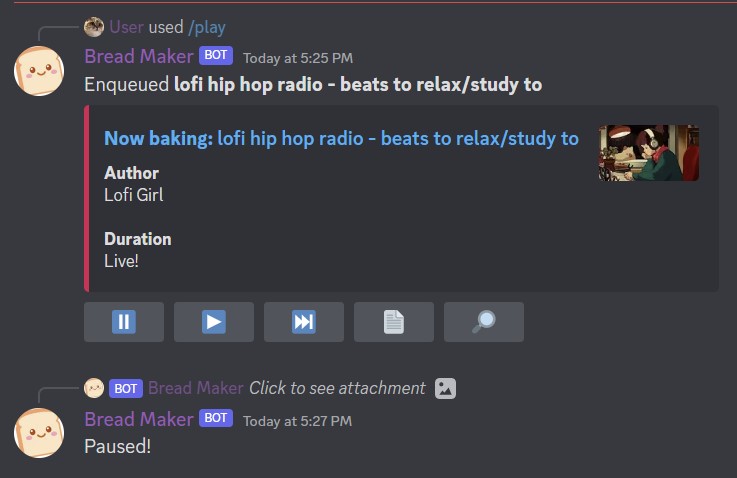 User used /play
Bread Maker BOT Today at 5:25 PM
Enqueued lofi hip hop radio - beats to relax/study to
Now baking: lofi hip hop radio - beats to relax/study to
Author
Lofi Girl
Duration
Live!
BOT Bread Maker Click to see attachment
Bread Maker BOT Today at 5:27 PM
Paused!